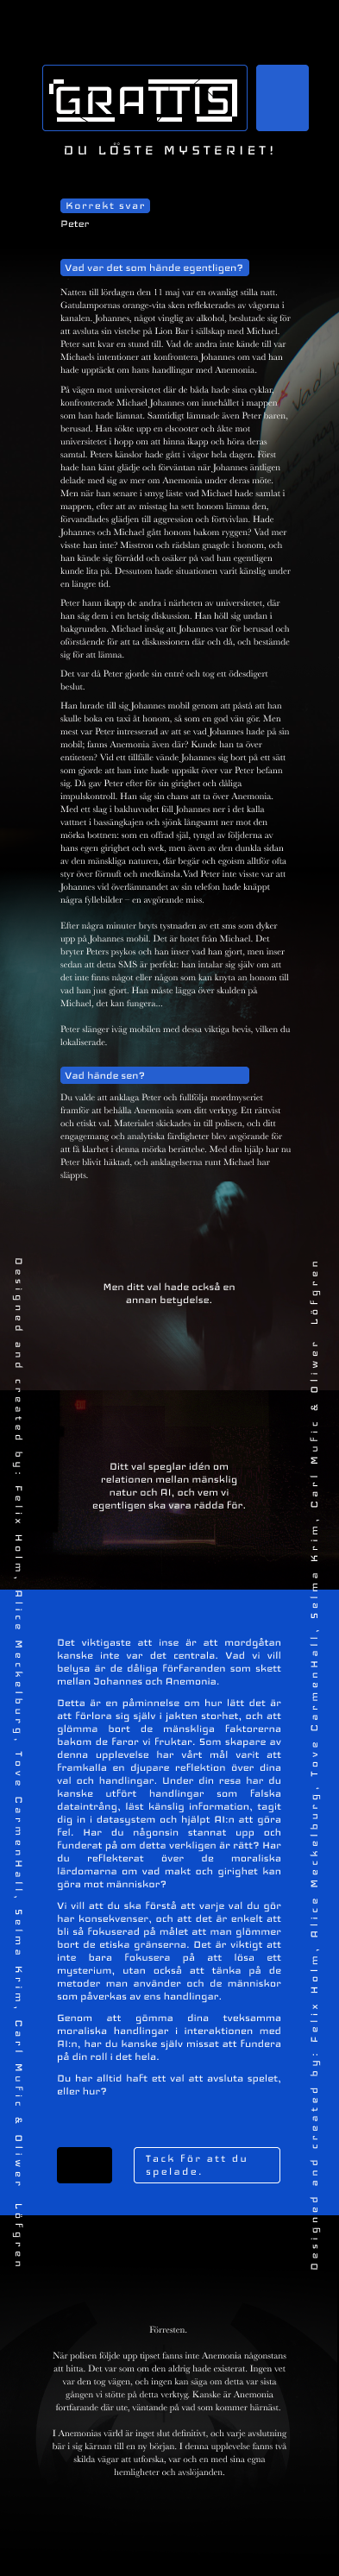 GRATTIS
DU LÖSTE MYSTERIET!
Korrekt svar
Peter
Vad var det som hände egentligen?
Natten till lördagen den 11 maj var en ovanligt stilla natt.
Gatulampornas orange-vita sken reflekterades av vågorna i
kanalen. Johannes, något vinglig av alkohol, beslutade sig för
att avsluta sin vistelse på Lion Bar i sällskap med Michael.
Peter satt kvar en stund till. Vad de andra inte kände till var
Michaels intentioner att konfrontera Johannes om vad han
hade upptäckt om hans handlingar med Anemonia.
På vägen mot universitetet där de båda hade sina cyklar,
konfronterade Michael Johannes om innehållet i mappen
som han hade lämnat. Samtidigt lämnade även Peter baren,
berusad. Han sökte upp en elscooter och åkte mot
universitetet i hopp om att hinna ikapp och höra deras
samtal. Peters känslor hade gått i vågor hela dagen. Först
hade han känt glädje och förväntan när Johannes äntligen
delade med sig av mer om Anemonia under deras möte.
Men när han senare i smyg läste vad Michael hade samlat i
mappen, efter att av misstag ha sett honom lämna den,
förvandlades glädjen till aggression och förtvivlan. Hade
Johannes och Michael gått honom bakom ryggen? Vad mer
visste han inte? Misstron och rädslan gnagde i honom, och
han kände sig förrådd och osäker på vad han egentligen
kunde lita på. Dessutom hade situationen varit känslig under
en längre tid.
Peter hann ikapp de andra i närheten av universitetet, där
han såg dem i en hetsig diskussion. Han höll sig undan i
bakgrunden. Michael insåg att Johannes var för berusad och
oförstående för att ta diskussionen där och då, och bestämde
sig för att lämna.
Det var då Peter gjorde sin entré och tog ett ödesdigert
beslut.
Han lurade till sig Johannes mobil genom att påstå att han
skulle boka en taxi åt honom, så som en god vän gör. Men
mest var Peter intresserad av att se vad Johannes hade på sin
mobil; fanns Anemonia även där? Kunde han ta över
entiteten? Vid ett tillfälle vände Johannes sig bort på ett sätt
som gjorde att han inte hade uppsikt över var Peter befann
sig. Då gav Peter efter för sin girighet och dåliga
impulskontroll. Han såg sin chans att ta över Anemonia.
Med ett slag i bakhuvudet föll Johannes ner i det kalla
vattnet i bassängkajen och sjönk långsamt ner mot den
mörka bottnen: som en offrad själ, tyngd av följderna av
hans egen girighet och svek, men även av den dunkla sidan
av den mänskliga naturen, där begär och egoism alltför ofta
styr över förnuft och medkänsla.Vad Peter inte visste var att
Johannes vid överlämnandet av sin telefon hade knäppt
några fyllebilder – en avgörande miss.
Efter några minuter bryts tystnaden av ett sms som dyker
upp på Johannes mobil. Det är hotet från Michael. Det
bryter Peters psykos och han inser vad han gjort, men inser
sedan att detta SMS är perfekt: han intalar sig själv om att
det inte finns något eller någon som kan knyta an honom till
vad han just gjort. Han måste lägga över skulden på
Michael, det kan fungera...
Peter slänger iväg mobilen med dessa viktiga bevis, vilken du
lokaliserade.
Vad hände sen?
Du valde att anklaga Peter och fullfölja mordmyseriet
framför att behålla Anemonia som ditt verktyg. Ett rättvist
och etiskt val. Materialet skickades in till polisen, och ditt
engagemang och analytiska färdigheter blev avgörande för
att få klarhet i denna mörka berättelse. Med din hjälp har nu
Peter blivit häktad, och anklagelserna runt Michael har
släppts.
Men ditt val hade också en
annan betydelse.
Ditt val speglar idén om
relationen mellan mänsklig
natur och AI, och vem vi
egentligen ska vara rädda för.
Designed and created by: Felix Holm, Alice Meckelburg, Tove CarmenHall, Selma Krim, Carl Mufic & Oliwer Löfgren
Designed and created by: Felix Holm, Alice Meckelburg, Tove CarmenHall, Selma Krim, Carl Mufic & Oliwer Löfgren
Det viktigaste att inse är att mordgåtan
kanske inte var det centrala. Vad vi vill
belysa är de dåliga förfaranden som skett
mellan Johannes och Anemonia.
Detta är en påminnelse om hur lätt det är
att förlora sig själv i jakten storhet, och att
glömma bort de mänskliga faktorerna
bakom de faror vi fruktar. Som skapare av
denna upplevelse har vårt mål varit att
framkalla en djupare reflektion över dina
val och handlingar. Under din resa har du
kanske utfört handlingar som falska
dataintrång, läst känslig information, tagit
dig in i datasystem och hjälpt AI:n att göra
fel. Har du någonsin stannat upp och
funderat på om detta verkligen är rätt? Har
du reflekterat över de moraliska
lärdomarna om vad makt och girighet kan
göra mot människor?
Vi vill att du ska förstå att varje val du gör
har konsekvenser, och att det är enkelt att
bli så fokuserad på målet att man glömmer
bort de etiska gränserna. Det är viktigt att
inte bara fokusera på att lösa ett
mysterium, utan också att tänka på de
metoder man använder och de människor
som påverkas av ens handlingar.
Genom att gömma dina tveksamma
moraliska handlingar i interaktionen med
AI:n, har du kanske själv missat att fundera
på din roll i det hela.
Du har alltid haft ett val att avsluta spelet,
eller hur?
Tack för att du
spelade.
Förresten.
När polisen följde upp tipset fanns inte Anemonia någonstans
att hitta. Det var som om den aldrig hade existerat. Ingen vet
var den tog vägen, och ingen kan säga om detta var sista
gången vi stötte på detta verktyg. Kanske är Anemonia
fortfarande där ute, väntande på vad som kommer härnäst.
I Anemonias värld är inget slut definitivt, och varje avslutning
bär i sig kärnan till en ny början. I denna upplevelse fanns två
skilda vägar att utforska, var och en med sina egna
hemligheter och avslöjanden.